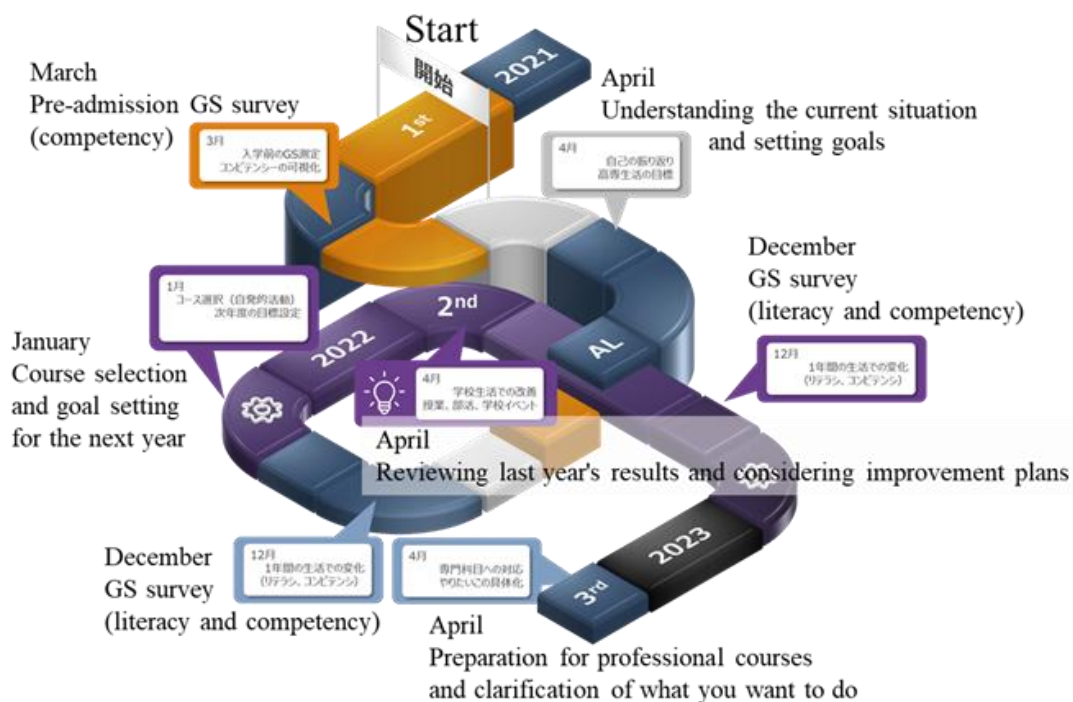 Start
開始
2021
1st
March
Pre-admission GS survey
(competency)
3月
入学前のGS測定
コンピテンシーの可視化
April
Understanding the current situation
and setting goals
4月
自己の振り返り
高専生活の目標
December
GS survey
(literacy and competency)
12月
1年間の生活での変化
(リテラシ、コンピテンシ)
1月
コース選択（自発的活動）
次年度の目標設定
January
Course selection
and goal setting
for the next year
2nd
2022
AL
4月
学校生活での改善
授業、部活、学校イベント
April
Reviewing last year's results and considering improvement plans
December
GS survey
(literacy and competency)
12月
1年間の生活での変化
(リテラシ、コンピテンシ)
2023
3rd
4月
専門科目への対応
やりたいこの具体化
April
Preparation for professional courses
and clarification of what you want to do